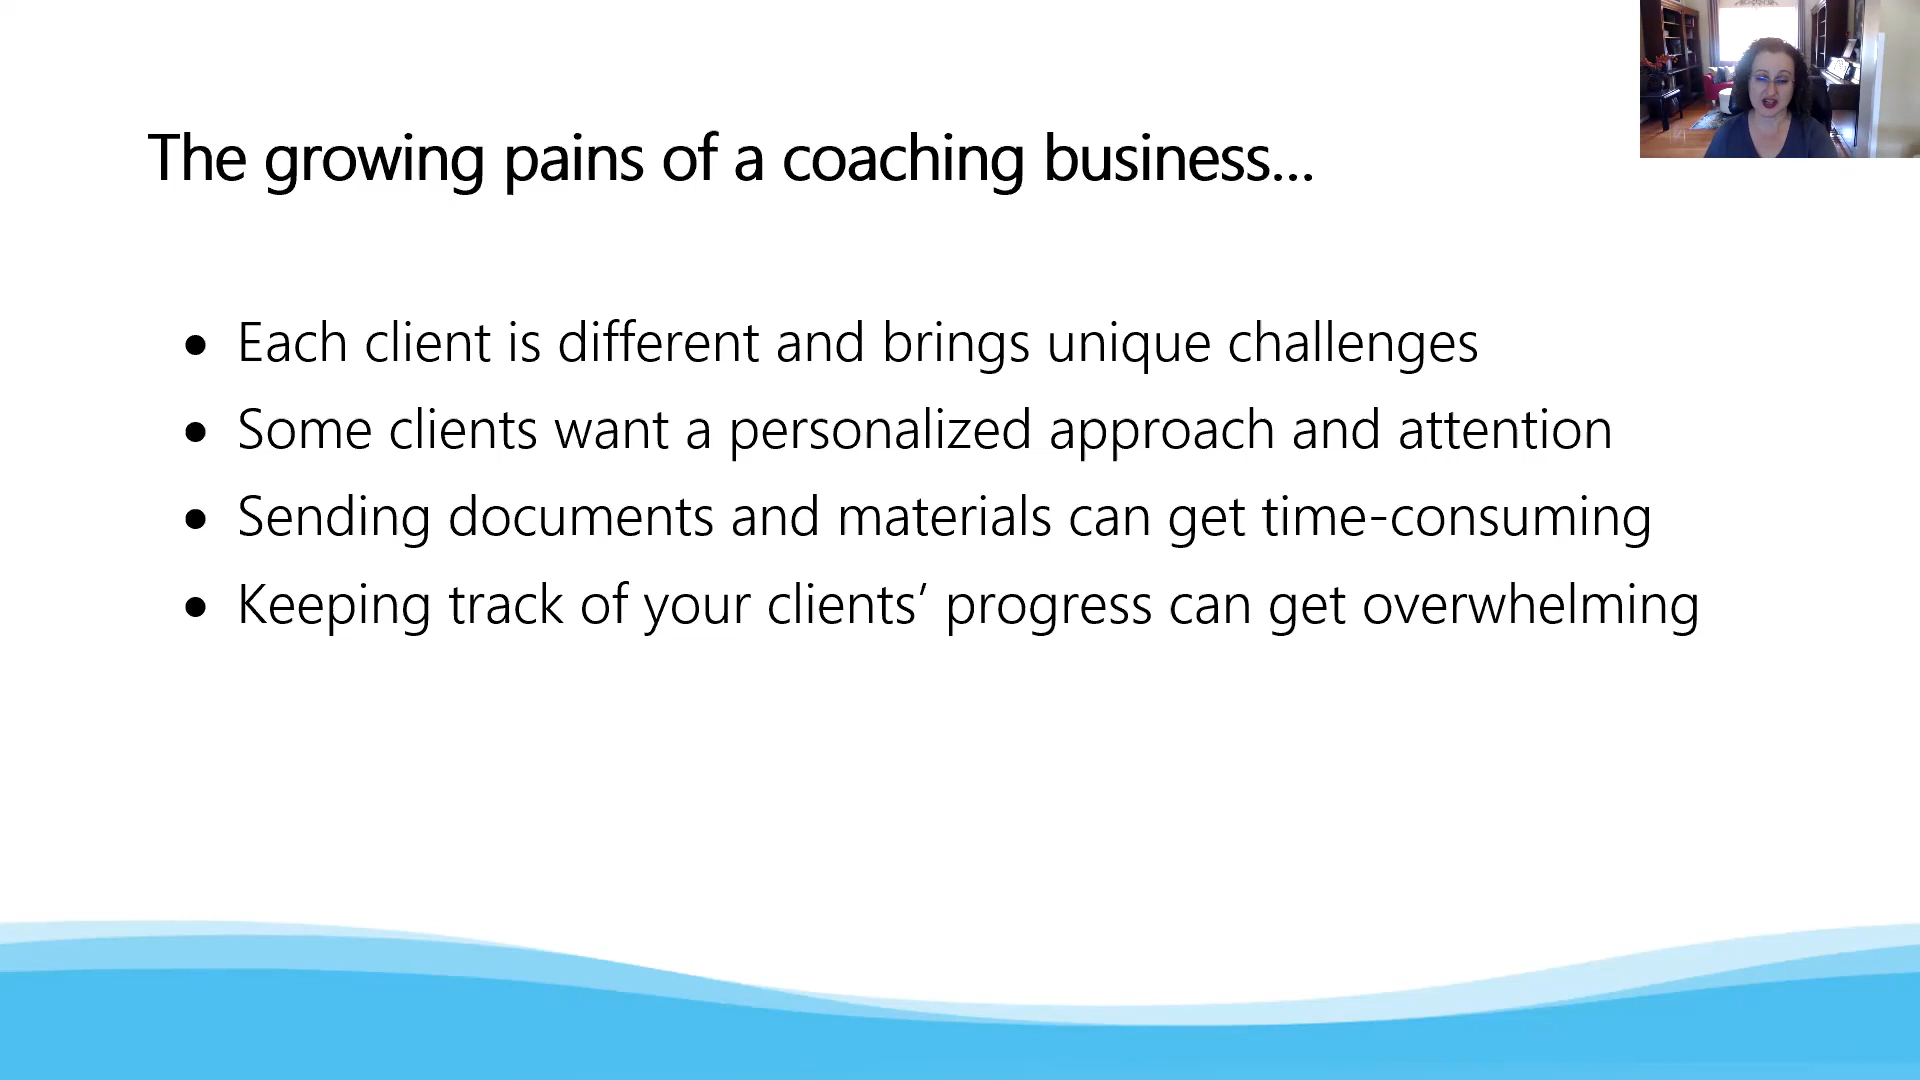 The growing pains of a coaching business...
• Each client is different and brings unique challenges
• Some clients want a personalized approach and attention
• Sending documents and materials can get time-consuming
• Keeping track of your clients’ progress can get overwhelming